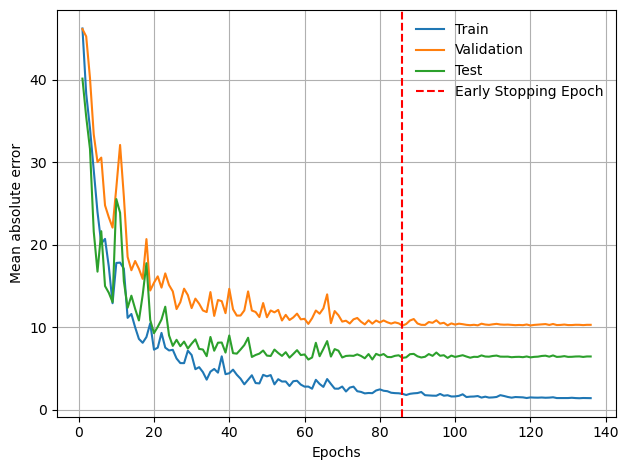 Train
Validation
Test
Early Stopping Epoch
40
30
20
10
0
Mean absolute error
0 20 40 60 80 100 120 140
Epochs